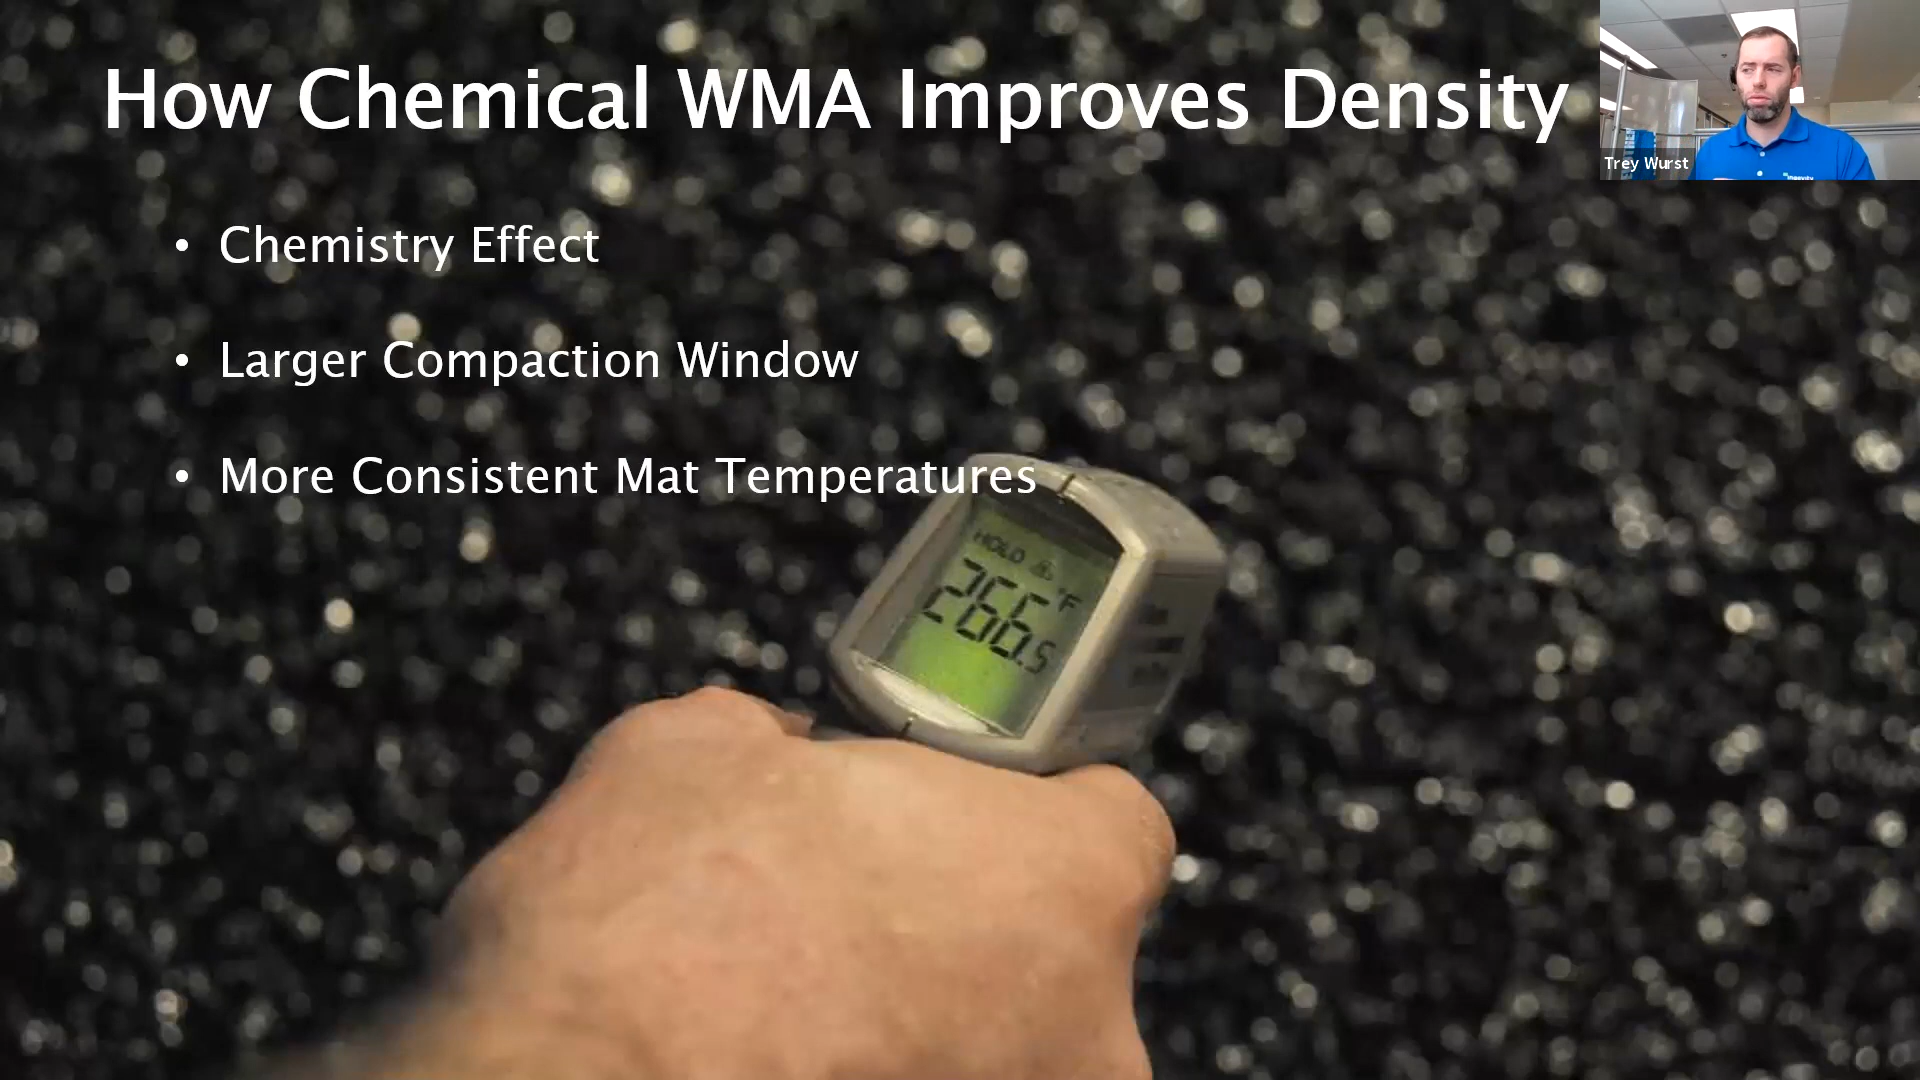 How Chemical WMA Improves Density
Trey Wurst
ingevity
• Chemistry Effect
• Larger Compaction Window
• More Consistent Mat Temperatures
HOLD
266.5 °F